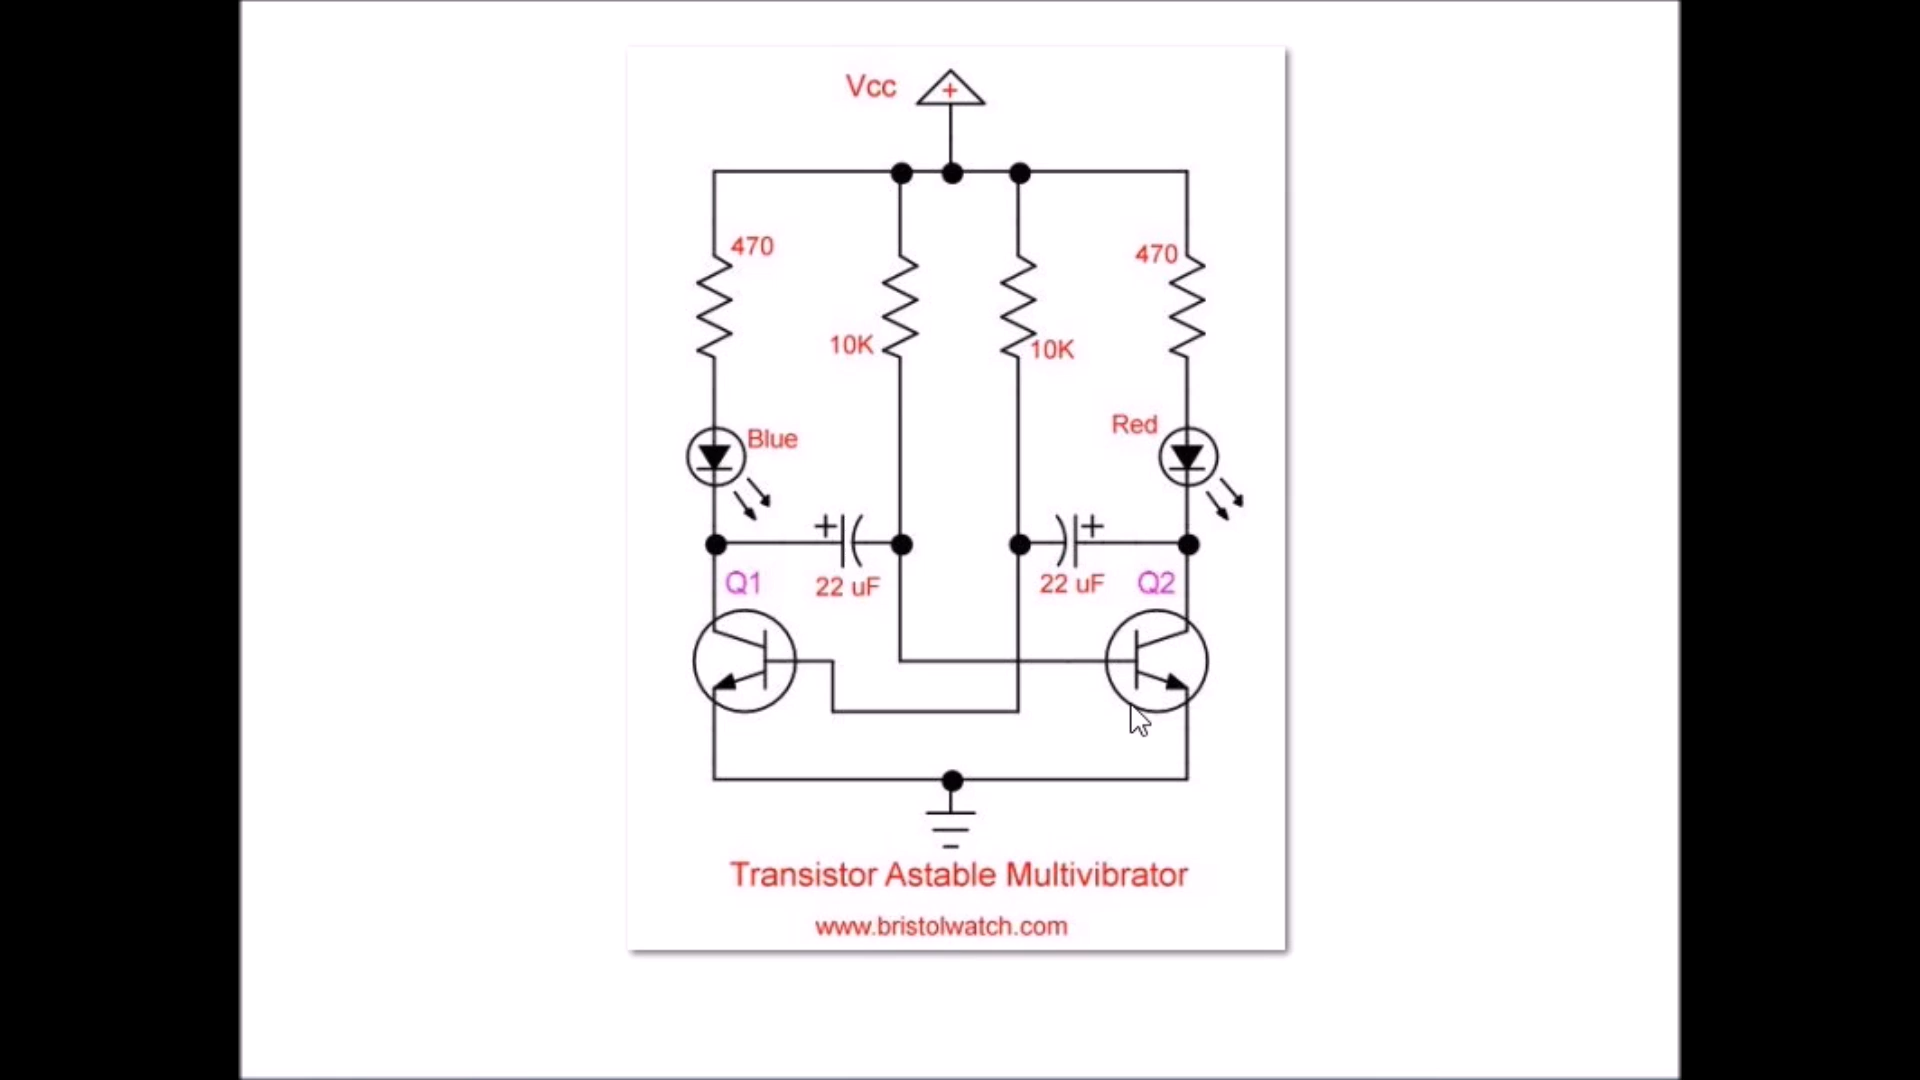 Vcc +
470
470
10K
10K
Blue
Red
+
+
Q1
22 uF
22 uF
Q2
Transistor Astable Multivibrator
www.bristolwatch.com